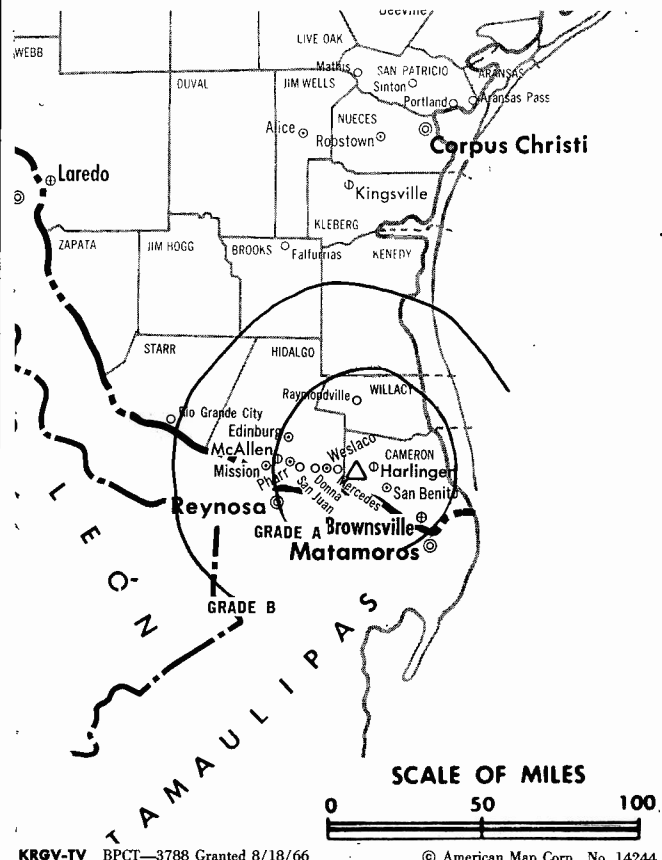 Beeville
WEBB
LIVE OAK
Mathis
SAN PATRICIO
ARANSAS
DUVAL
JIM WELLS
Sinton
Portland
Aransas Pass
NUECES
Alice
Robstown
Corpus Christi
Laredo
Kingsville
KLEBERG
ZAPATA
JIM HOGG
BROOKS
Falfurrias
KENEDY
STARR
HIDALGO
Raymondville
WILLACY
Rio Grande City
Edinburg
McAllen
Weslaco
CAMERON
Mission
Harlingen
Pharr
San Juan
Donna
Mercedes
San Benito
Reynosa
GRADE A
Brownsville
Matamoros
LEON
GRADE B
TAMAULIPAS
SCALE OF MILES
0 50 100
KRGV-TV BPCT—3788 Granted 8/18/66
© American Map Corp. No. 14244